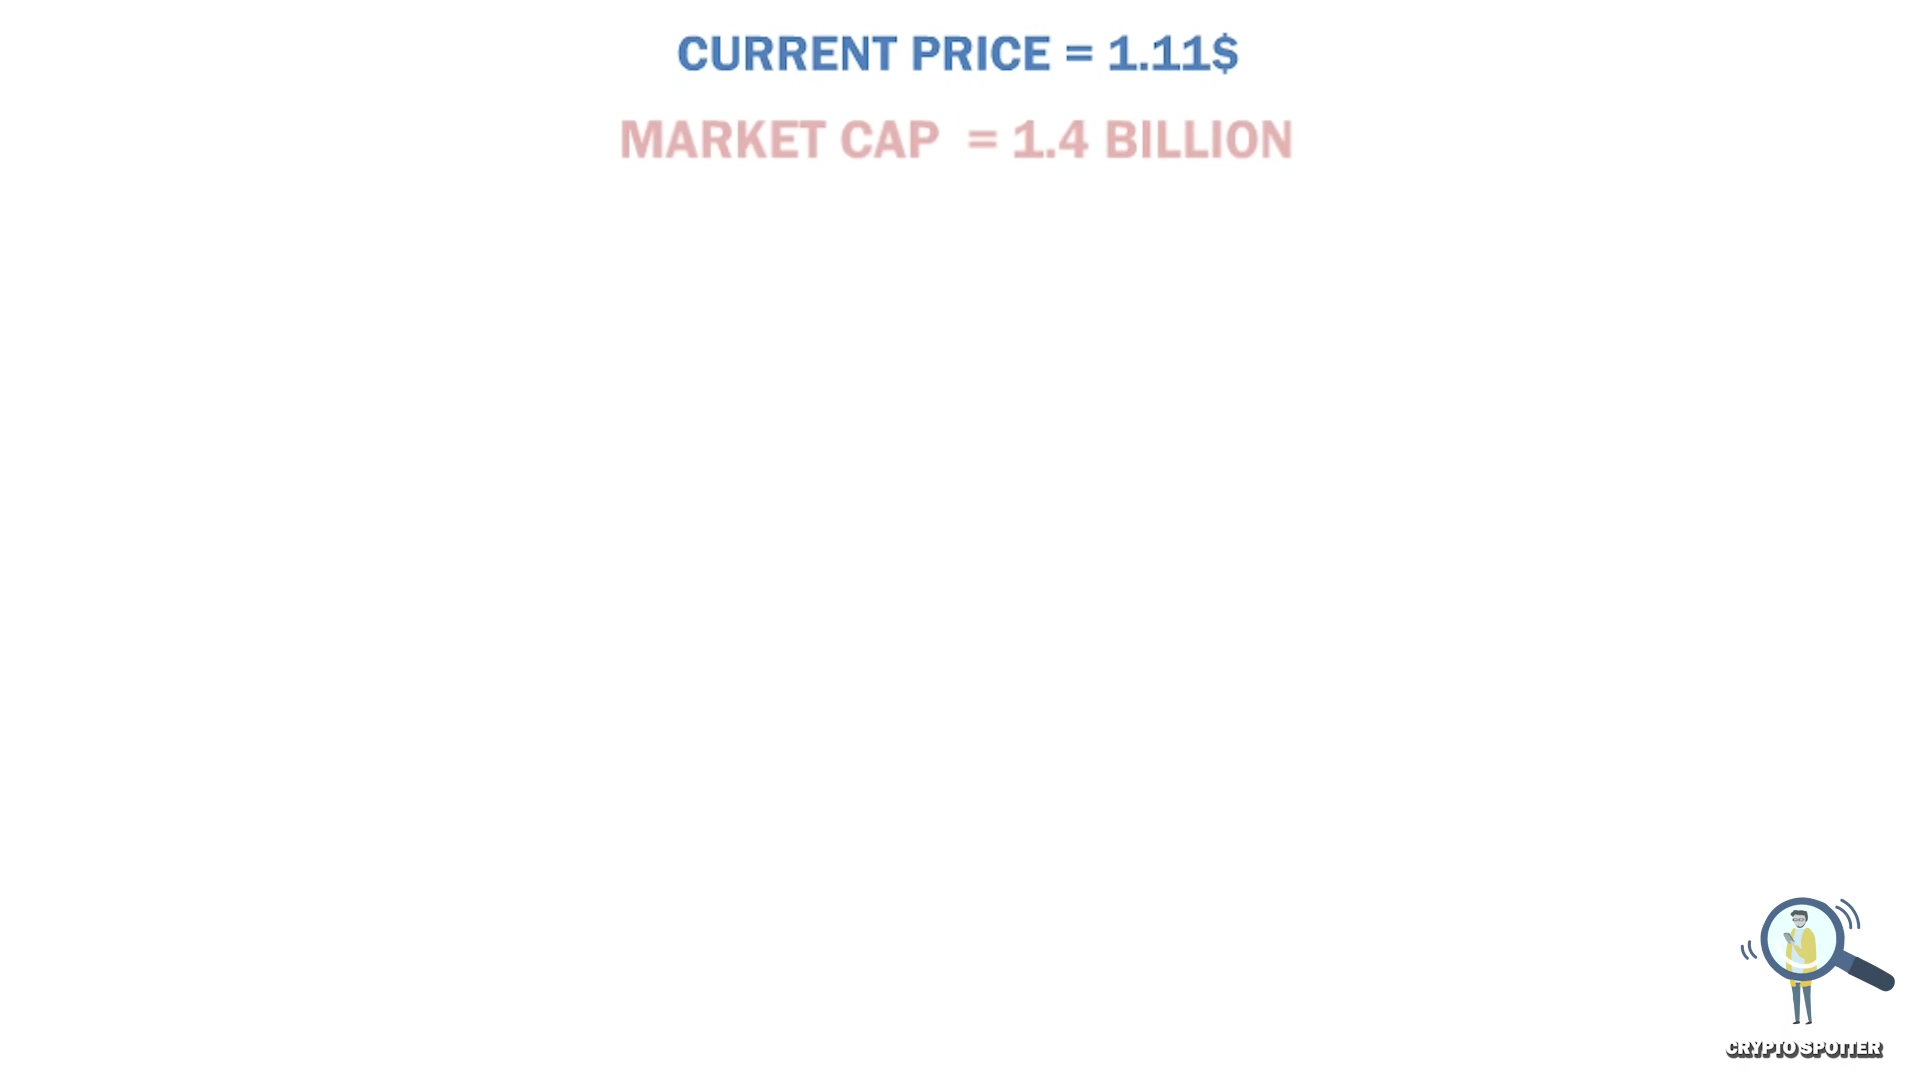 CURRENT PRICE = 1.11$
MARKET CAP = 1.4 BILLION
CRYPTO SPOTTER